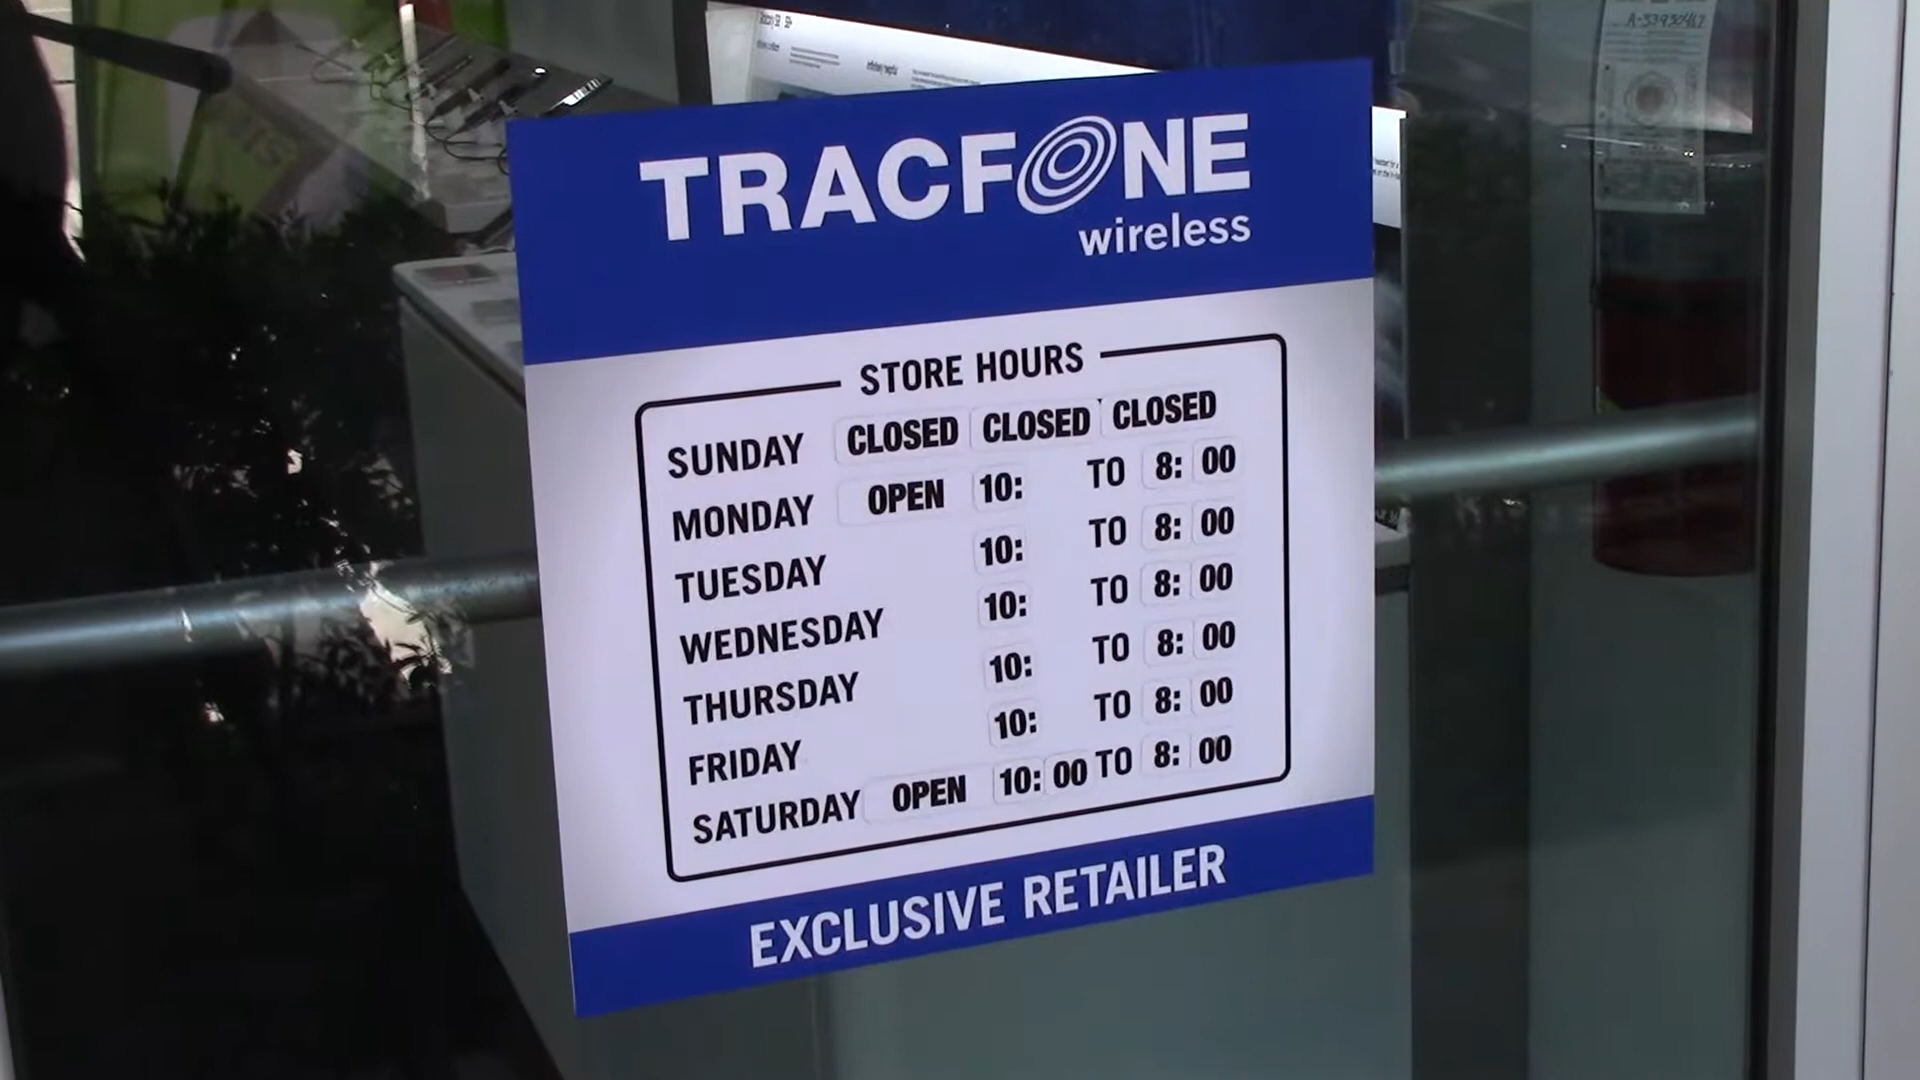 TRACFONE
wireless
STORE HOURS
SUNDAY CLOSED CLOSED CLOSED
MONDAY OPEN 10: TO 8: 00
TUESDAY 10: TO 8: 00
WEDNESDAY 10: TO 8: 00
THURSDAY 10: TO 8: 00
FRIDAY 10: TO 8: 00
SATURDAY OPEN 10: 00 TO 8: 00
EXCLUSIVE RETAILER